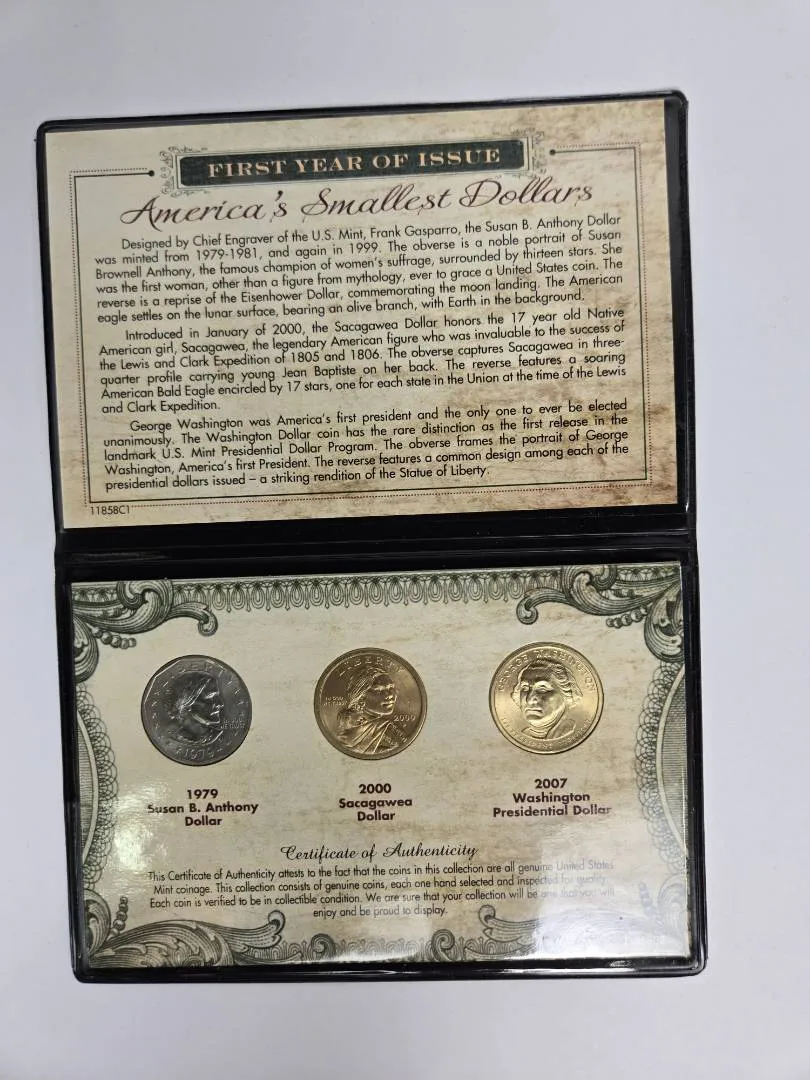 FIRST YEAR OF ISSUE
America's Smallest Dollars
Designed by Chief Engraver of the U.S. Mint, Frank Gasparro, the Susan B. Anthony Dollar
was minted from 1979-1981, and again in 1999. The obverse is a noble portrait of Susan
Brownell Anthony, the famous champion of women's suffrage, surrounded by thirteen stars. She
was the first woman, other than a figure from mythology, ever to grace a United States coin. The
reverse is a reprise of the Eisenhower Dollar, commemorating the moon landing. The American
eagle settles on the lunar surface, bearing an olive branch, with Earth in the background.
Introduced in January of 2000, the Sacagawea Dollar honors the 17 year old Native
American girl, Sacagawea, the legendary American figure who was invaluable to the success of
the Lewis and Clark Expedition of 1805 and 1806. The obverse captures Sacagawea in three-
quarter profile carrying young Jean Baptiste on her back. The reverse features a soaring
American Bald Eagle encircled by 17 stars, one for each state in the Union at the time of the Lewis
and Clark Expedition.
George Washington was America's first president and the only one to ever be elected
unanimously. The Washington Dollar coin has the rare distinction as the first release in the
landmark U.S. Mint Presidential Dollar Program. The obverse frames the portrait of George
Washington, America's first President. The reverse features a common design among each of the
presidential dollars issued – a striking rendition of the Statue of Liberty.
11858C1
LIBERTY
IN GOD
WE TRUST
1979
LIBERTY
IN GOD
WE TRUST
2000
GEORGE WASHINGTON
1979
Susan B. Anthony
Dollar
2000
Sacagawea
Dollar
2007
Washington
Presidential Dollar
Certificate of Authenticity
This Certificate of Authenticity attests to the fact that the coins in this collection are all genuine United States
Mint coinage. This collection consists of genuine coins, each one hand selected and inspected for quality.
Each coin is verified to be in collectible condition. We are sure that your collection will be one that you will
enjoy and be proud to display.